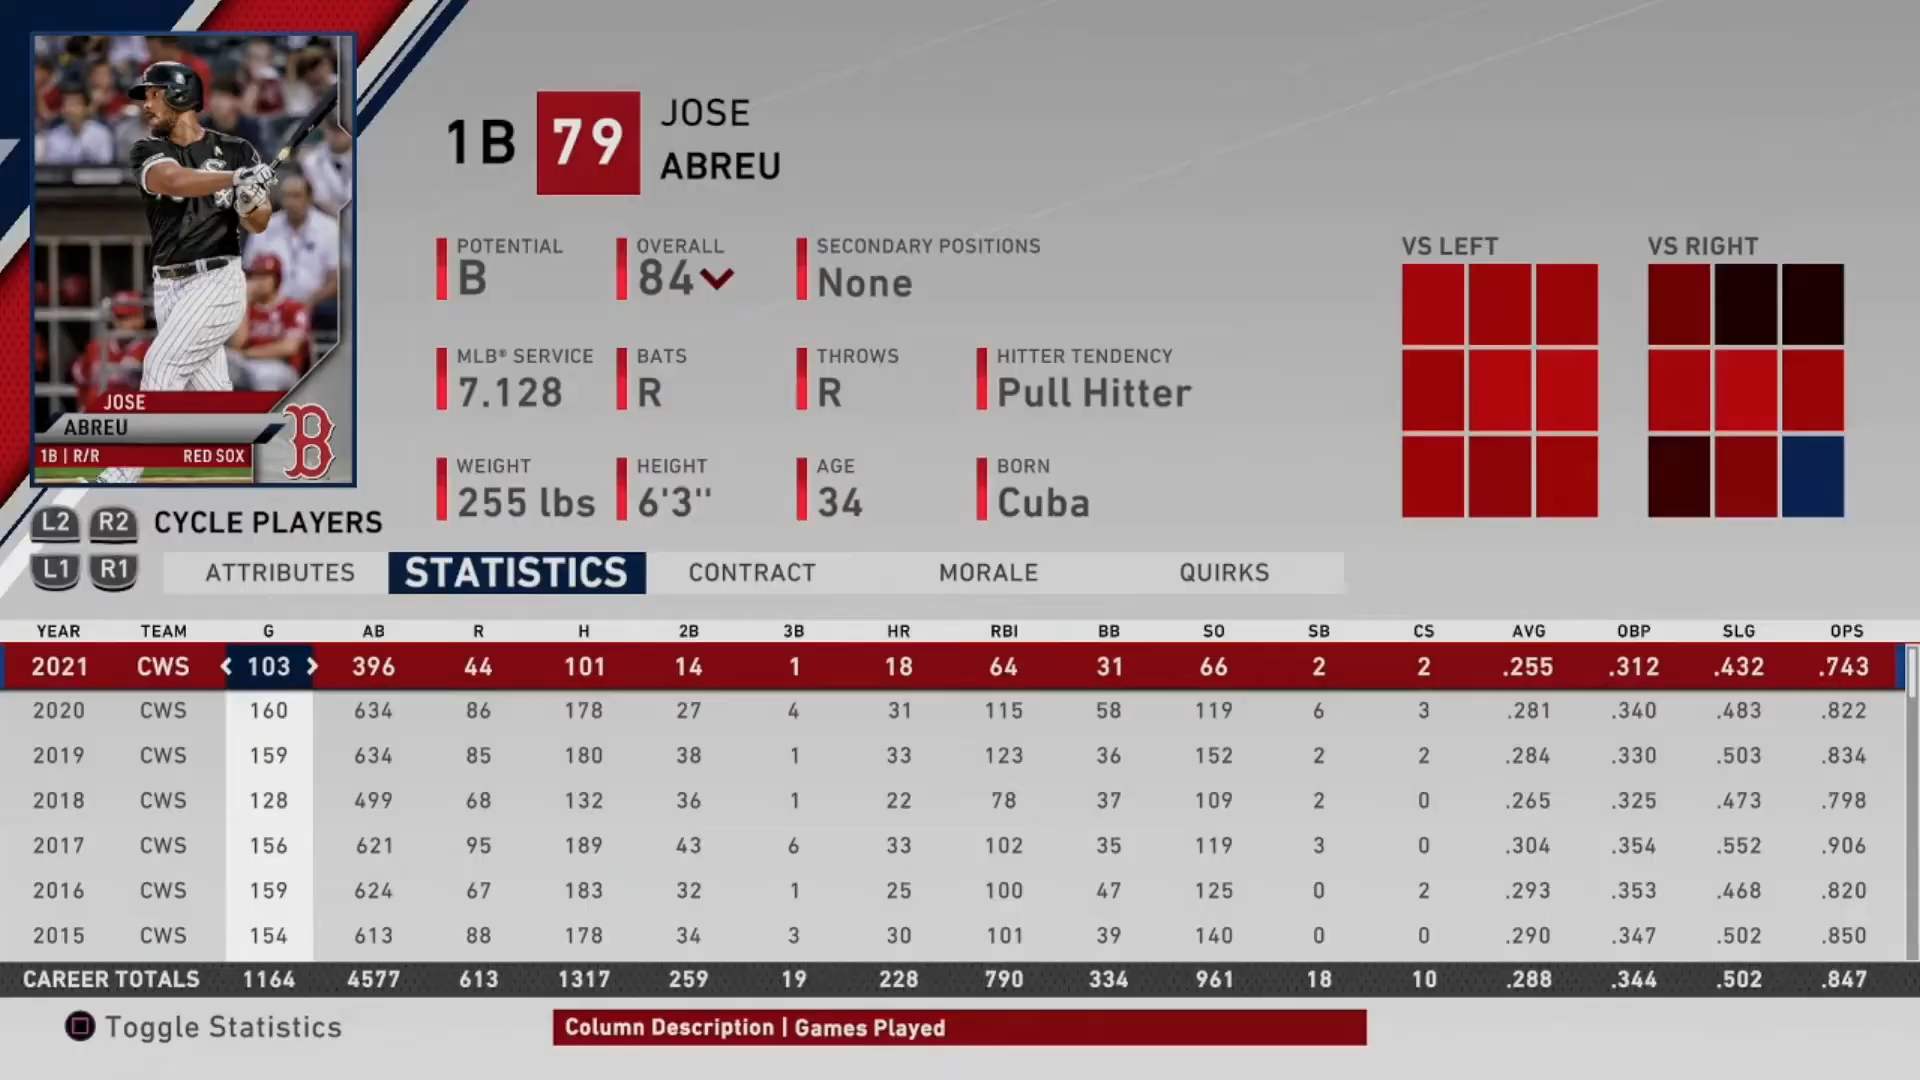 1B 79 JOSE
ABREU
POTENTIAL
B
OVERALL
84
SECONDARY POSITIONS
None
VS LEFT
VS RIGHT
MLB® SERVICE
7.128
BATS
R
THROWS
R
HITTER TENDENCY
Pull Hitter
WEIGHT
255 lbs
HEIGHT
6'3"
AGE
34
BORN
Cuba
JOSE
ABREU
1B | R/R RED SOX
B
L2 R2 CYCLE PLAYERS
L1 R1 ATTRIBUTES STATISTICS CONTRACT MORALE QUIRKS
YEAR TEAM G AB R H 2B 3B HR RBI BB SO SB CS AVG OBP SLG OPS
2021 CWS < 103 > 396 44 101 14 1 18 64 31 66 2 2 .255 .312 .432 .743
2020 CWS 160 634 86 178 27 4 31 115 58 119 6 3 .281 .340 .483 .822
2019 CWS 159 634 85 180 38 1 33 123 36 152 2 2 .284 .330 .503 .834
2018 CWS 128 499 68 132 36 1 22 78 37 109 2 0 .265 .325 .473 .798
2017 CWS 156 621 95 189 43 6 33 102 35 119 3 0 .304 .354 .552 .906
2016 CWS 159 624 67 183 32 1 25 100 47 125 0 2 .293 .353 .468 .820
2015 CWS 154 613 88 178 34 3 30 101 39 140 0 0 .290 .347 .502 .850
CAREER TOTALS 1164 4577 613 1317 259 19 228 790 334 961 18 10 .288 .344 .502 .847
Toggle Statistics
Column Description | Games Played